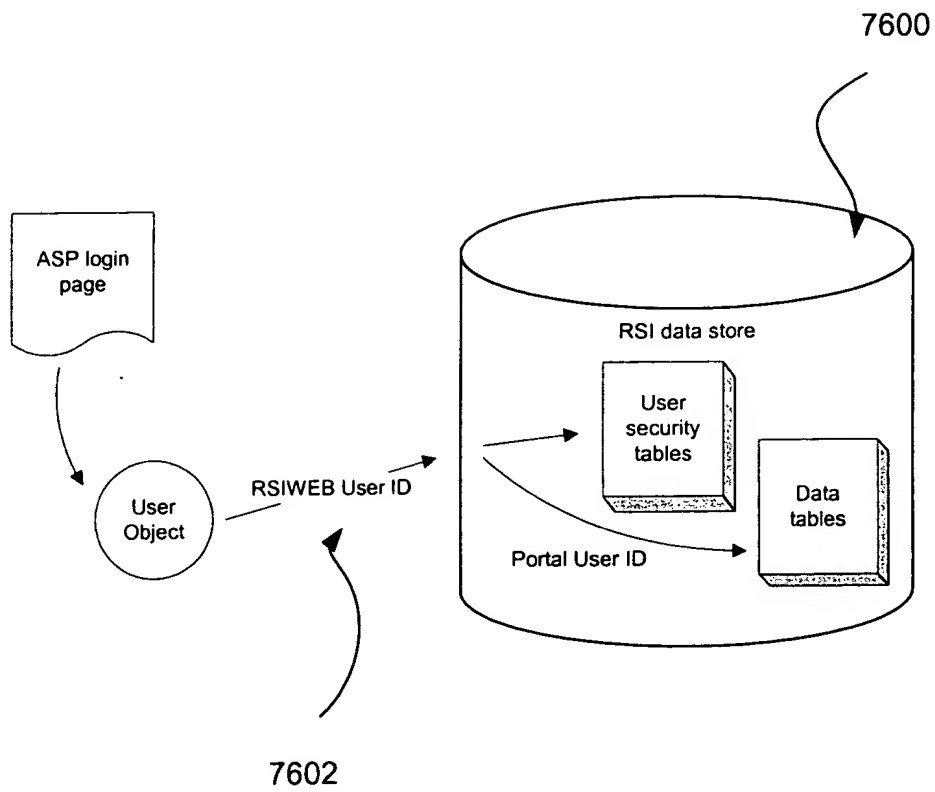 7600
ASP login
page
RSI data store
User
security
tables
RSIWEB User ID
User
Object
Data
tables
Portal User ID
7602